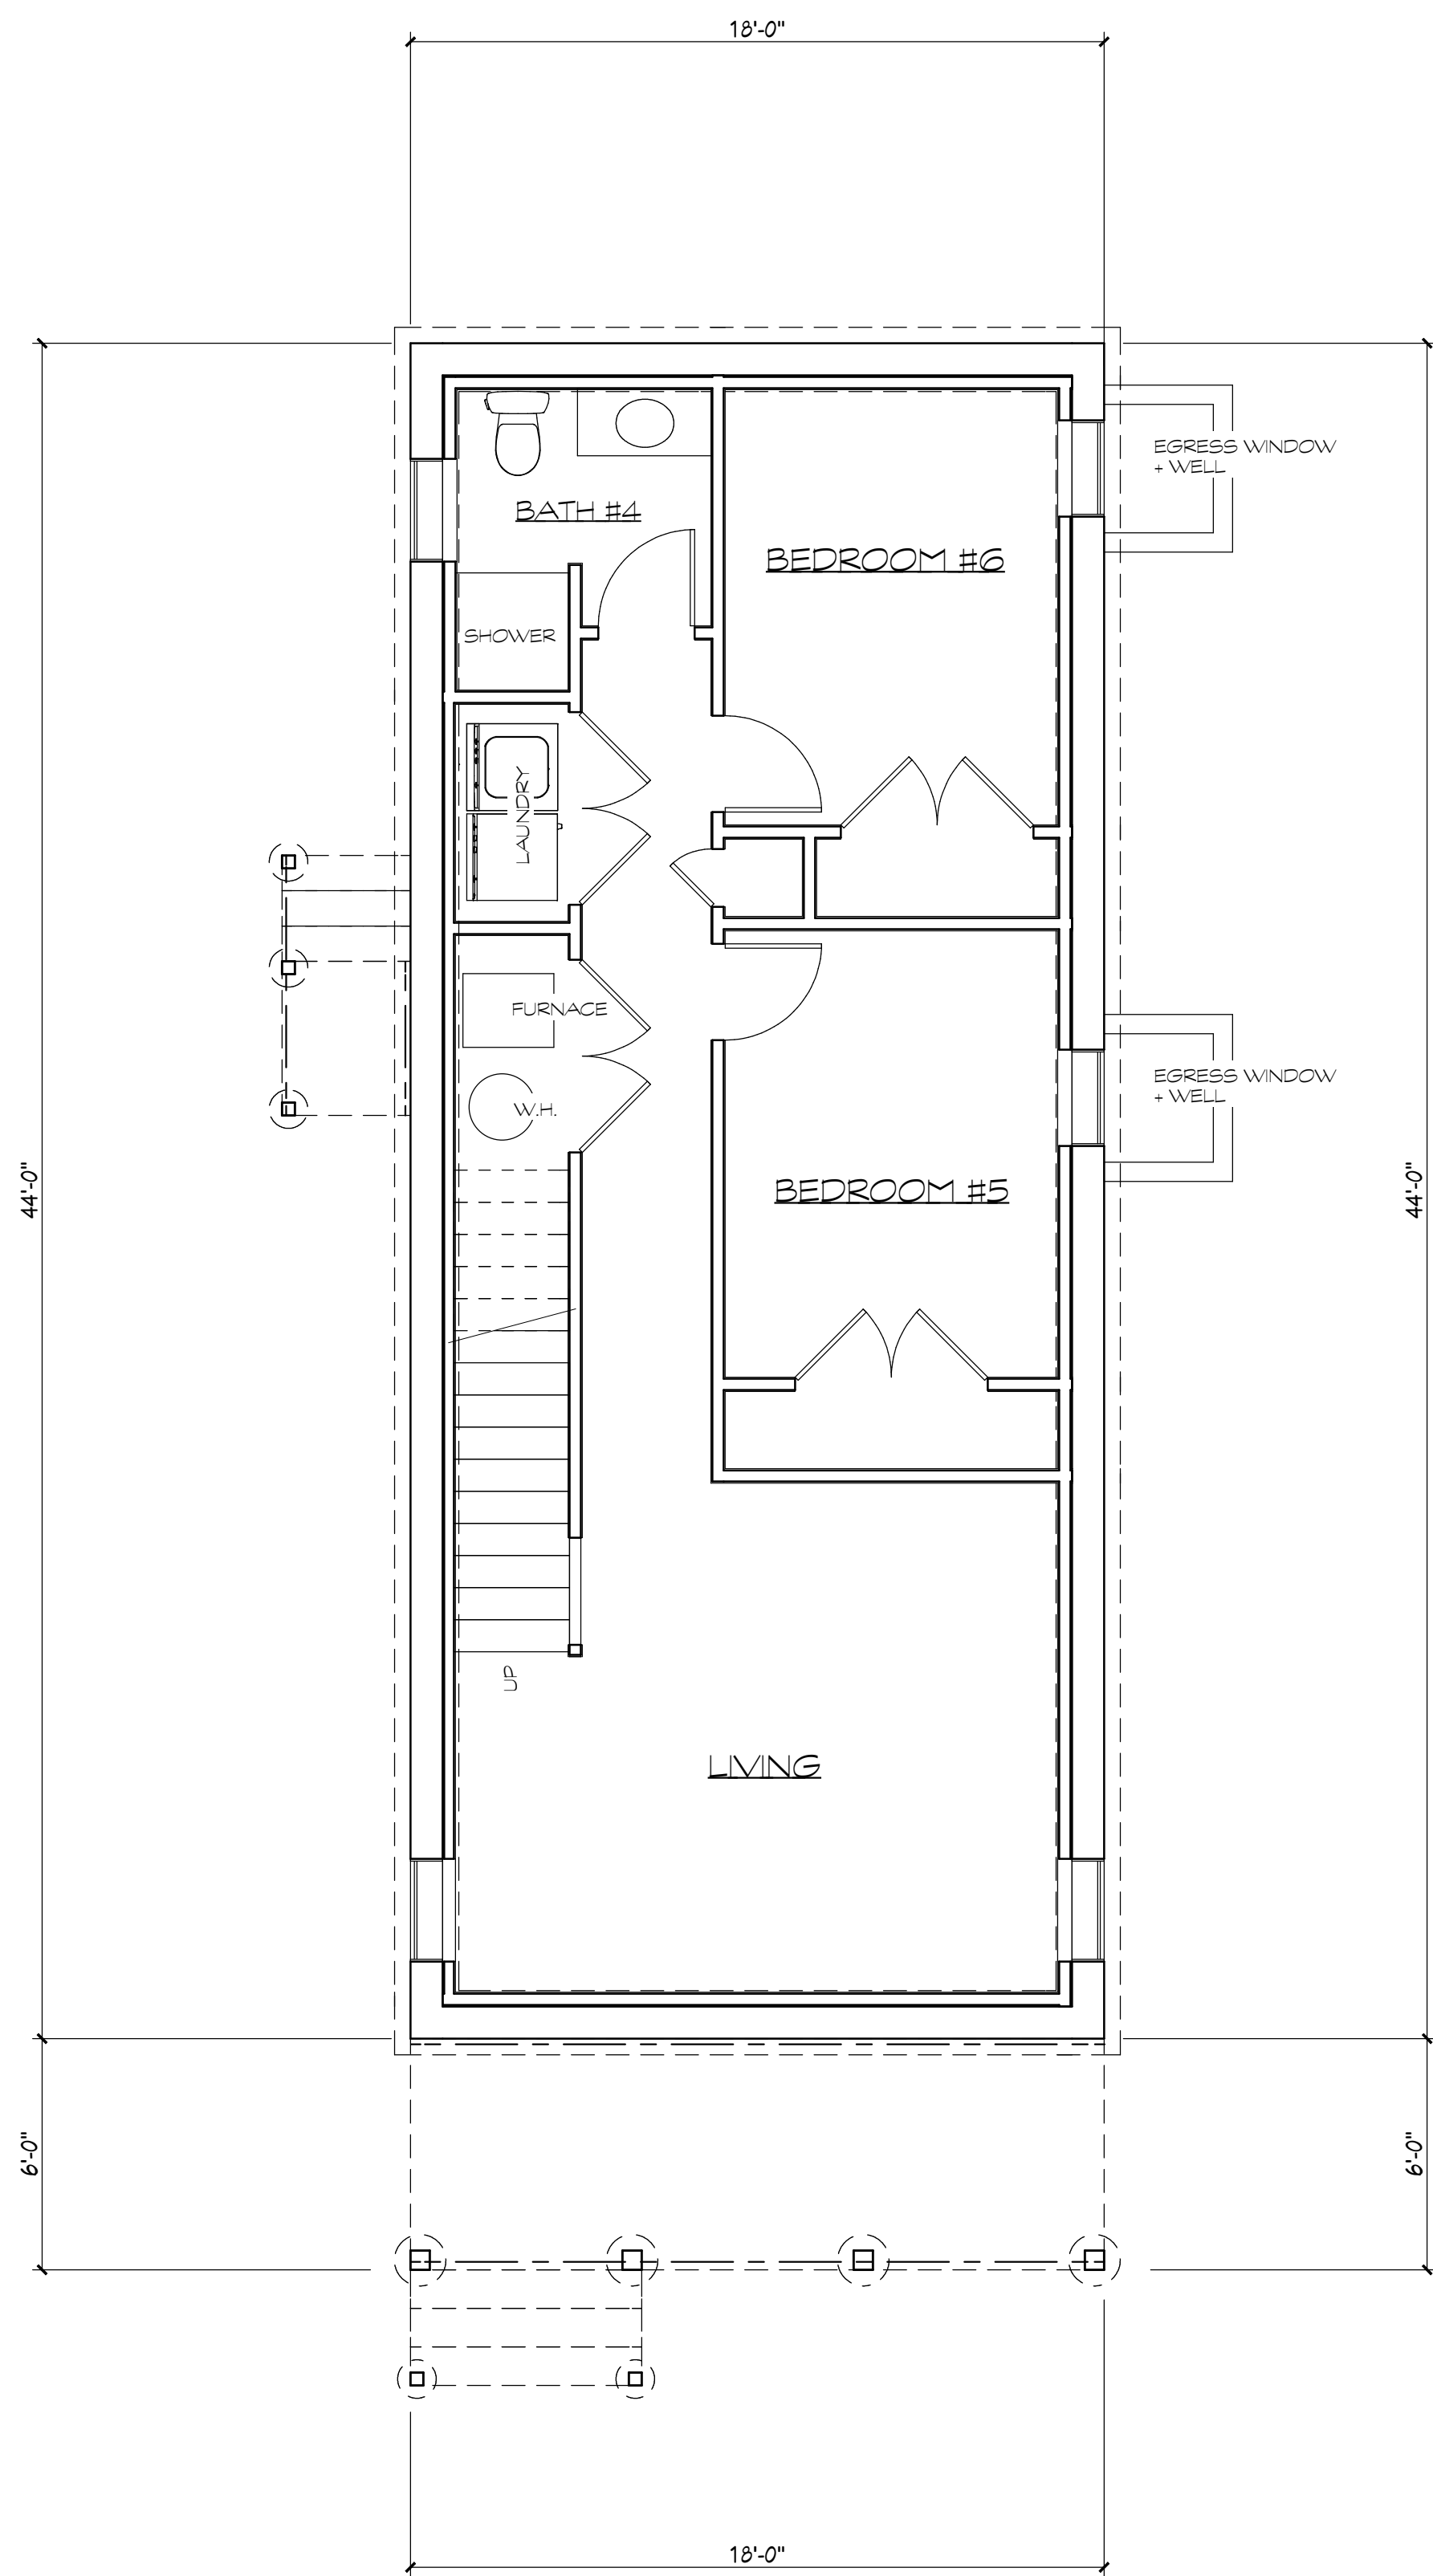 18'-0"
EGRESS WINDOW
+ WELL
BATH #4
BEDROOM #6
SHOWER
LAUNDRY
FURNACE
W.H.
EGRESS WINDOW
+ WELL
44'-0"
44'-0"
BEDROOM #5
UP
LIVING
6'-0"
6'-0"
18'-0"